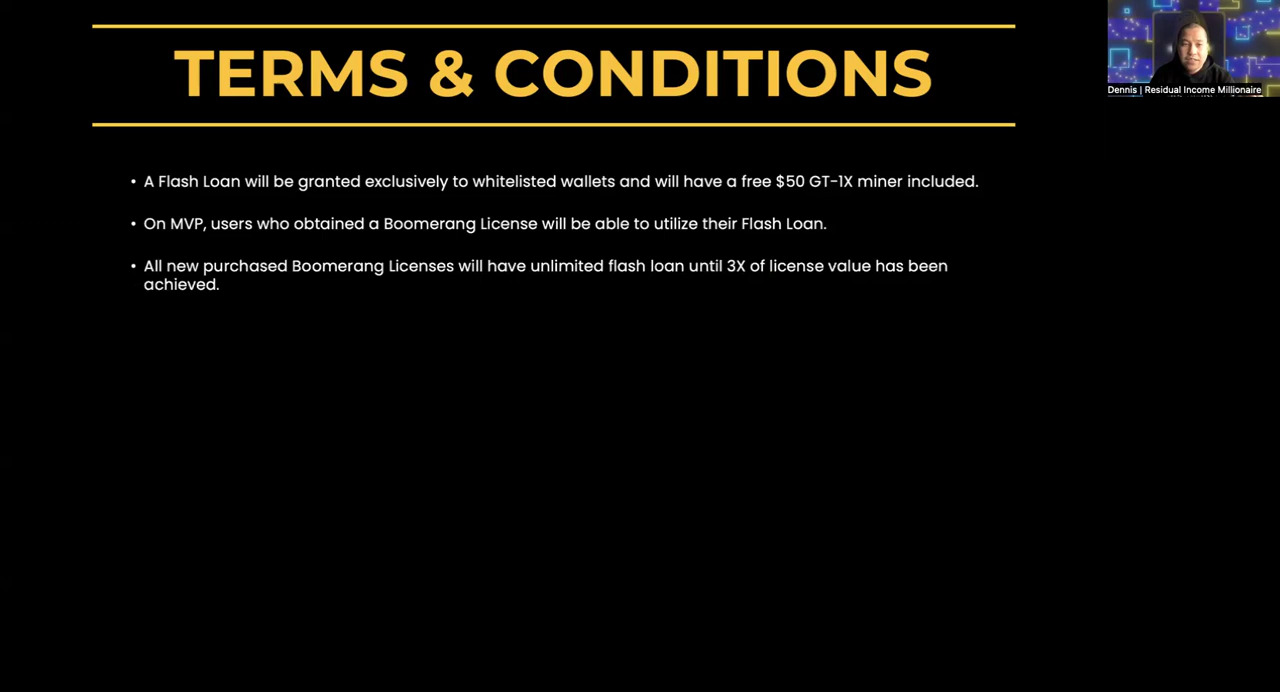 TERMS & CONDITIONS
Dennis | Residual Income Millionaire
• A Flash Loan will be granted exclusively to whitelisted wallets and will have a free $50 GT-1X miner included.
• On MVP, users who obtained a Boomerang License will be able to utilize their Flash Loan.
• All new purchased Boomerang Licenses will have unlimited flash loan until 3X of license value has been
achieved.